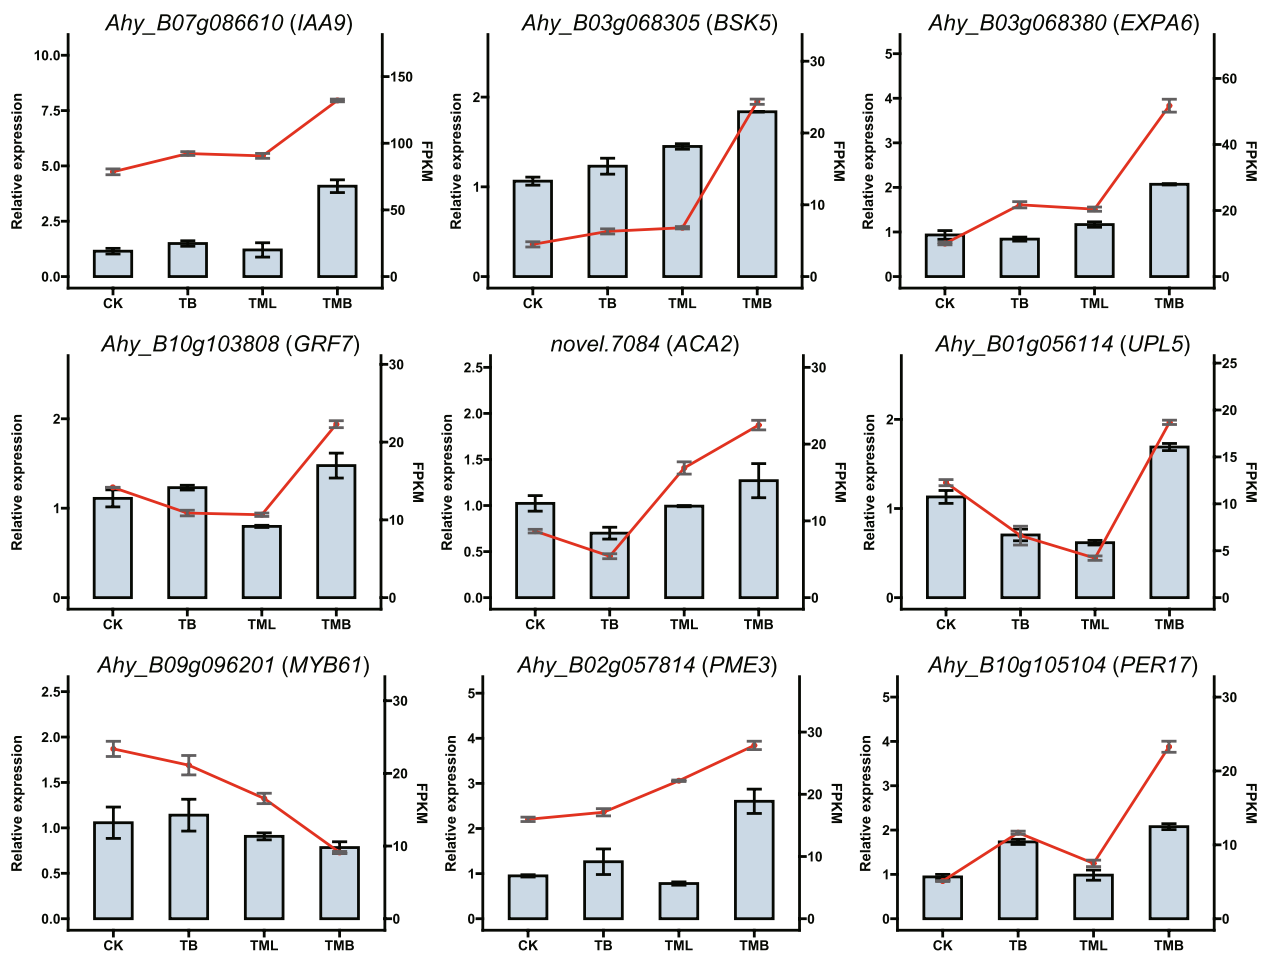 Ahy_B07g086610 (IAA9)
Relative expression
10.0
7.5
5.0
2.5
0.0
150
100
50
0
FPKM
CK TB TML TMB
Ahy_B03g068305 (BSK5)
Relative expression
2
1
0
30
20
10
0
FPKM
CK TB TML TMB
Ahy_B03g068380 (EXPA6)
Relative expression
5
4
3
2
1
0
60
40
20
0
FPKM
CK TB TML TMB
Ahy_B10g103808 (GRF7)
Relative expression
2
1
0
30
20
10
0
FPKM
CK TB TML TMB
novel.7084 (ACA2)
Relative expression
2.5
2.0
1.5
1.0
0.5
0.0
30
20
10
0
FPKM
CK TB TML TMB
Ahy_B01g056114 (UPL5)
Relative expression
2
1
0
25
20
15
10
5
0
FPKM
CK TB TML TMB
Ahy_B09g096201 (MYB61)
Relative expression
2.5
2.0
1.5
1.0
0.5
0.0
30
20
10
0
FPKM
CK TB TML TMB
Ahy_B02g057814 (PME3)
Relative expression
5
4
3
2
1
0
30
20
10
0
FPKM
CK TB TML TMB
Ahy_B10g105104 (PER17)
Relative expression
5
4
3
2
1
0
30
20
10
0
FPKM
CK TB TML TMB